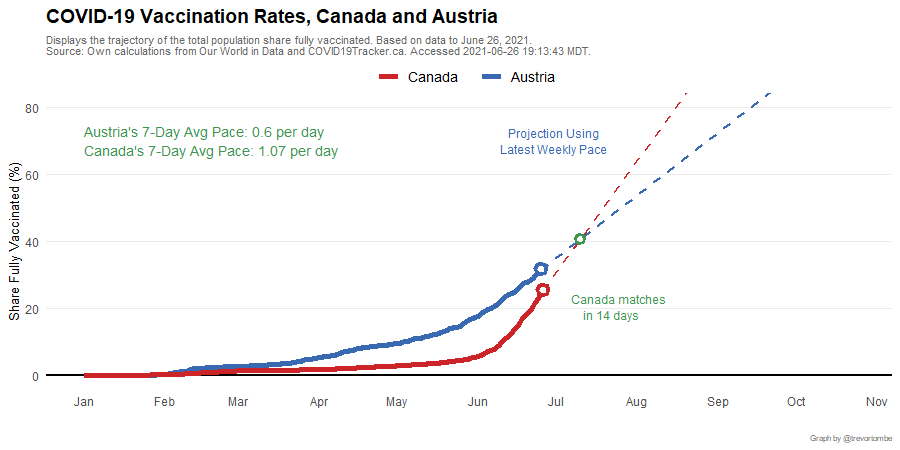 COVID-19 Vaccination Rates, Canada and Austria
Displays the trajectory of the total population share fully vaccinated. Based on data to June 26, 2021.
Source: Own calculations from Our World in Data and COVID19Tracker.ca. Accessed 2021-06-26 19:13:43 MDT.
Canada Austria
80
Austria's 7-Day Avg Pace: 0.6 per day
Canada's 7-Day Avg Pace: 1.07 per day
Projection Using
Latest Weekly Pace
60
Share Fully Vaccinated (%)
40
Canada matches
in 14 days
20
0
Jan Feb Mar Apr May Jun Jul Aug Sep Oct Nov
Graph by @trevortombe